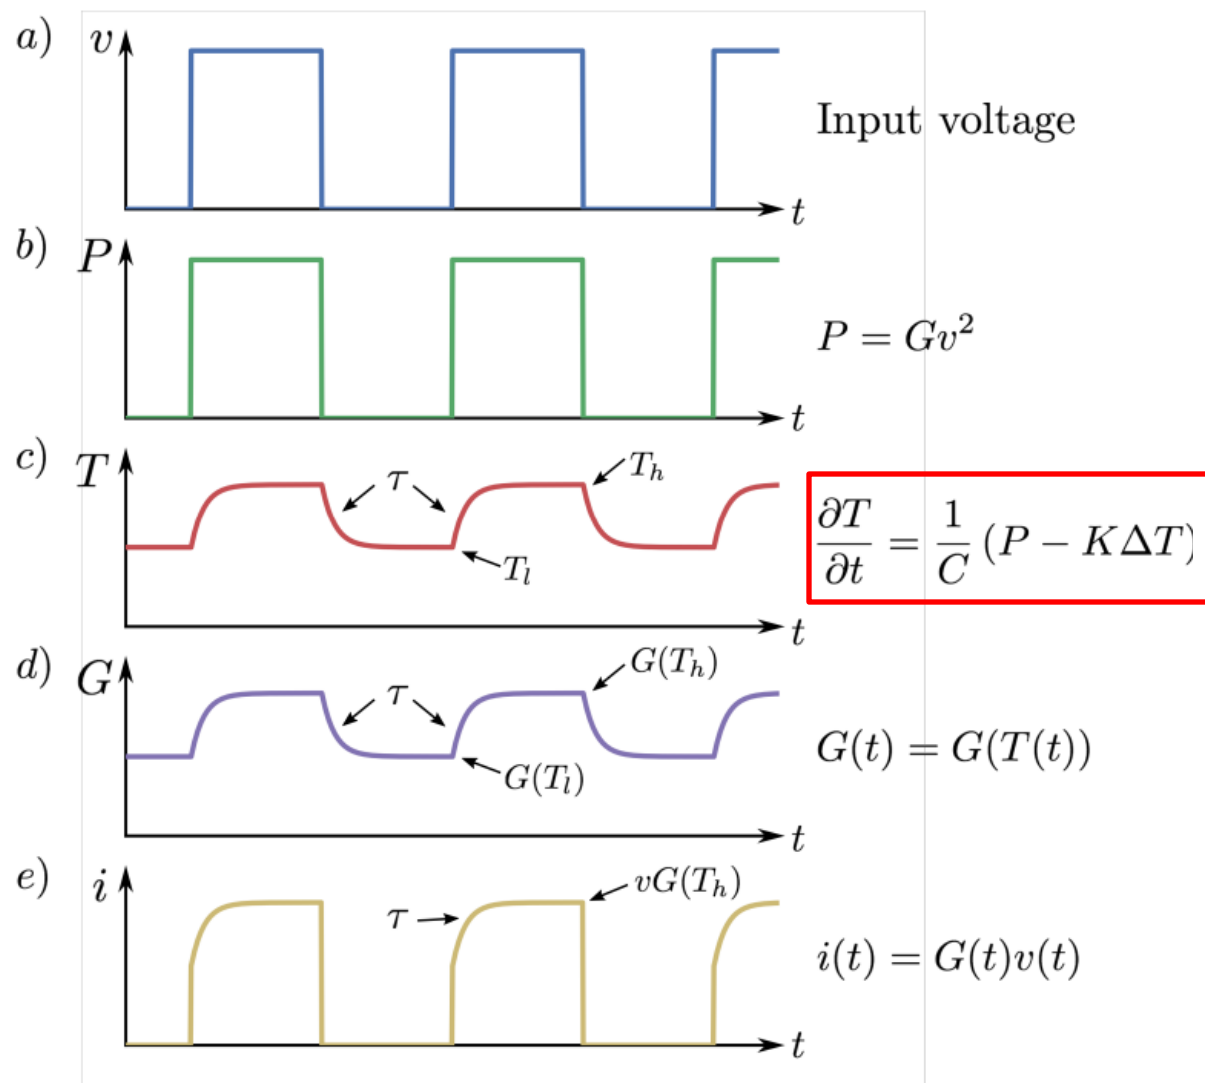 a) v
Input voltage
t
b) P
P = Gv²
t
c) T
τ
T_h
T_l
∂T/∂t = 1/C (P − KΔT)
t
d) G
τ
G(T_h)
G(T_l)
G(t) = G(T(t))
t
e) i
τ
vG(T_h)
i(t) = G(t)v(t)
t